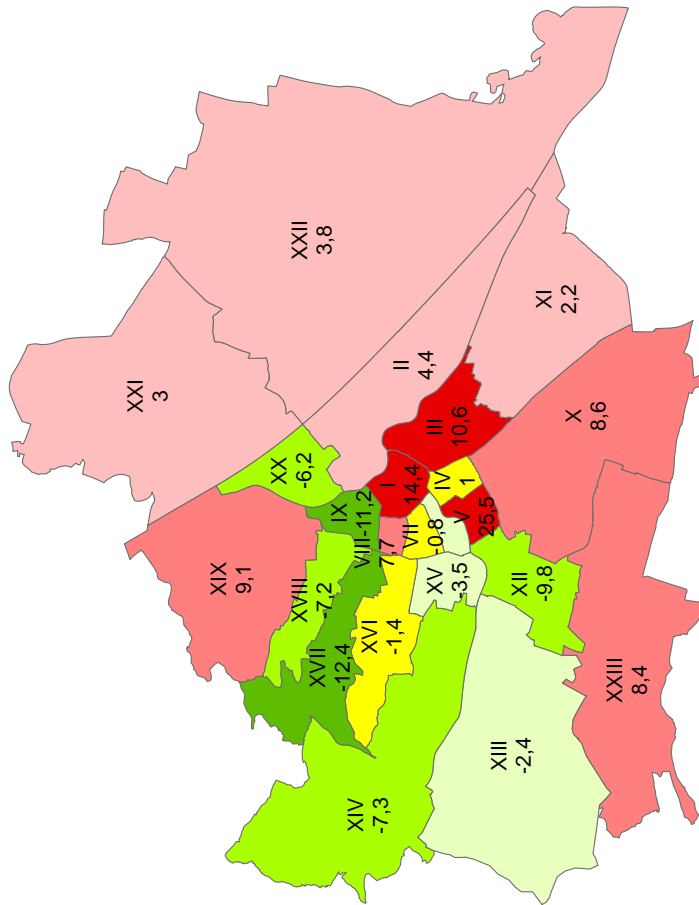 XXII
3,8
XXI
3
XI
2,2
II
4,4
X
8,6
III
10,6
XX
-6,2
I
14,4
IV
1
IX
-11,2
VIII
7,7
VII
-0,8
V
25,5
XIX
9,1
XVIII
-7,2
XV
-3,5
XII
-9,8
XVII
-12,4
XVI
-1,4
XXIII
8,4
XIII
-2,4
XIV
-7,3